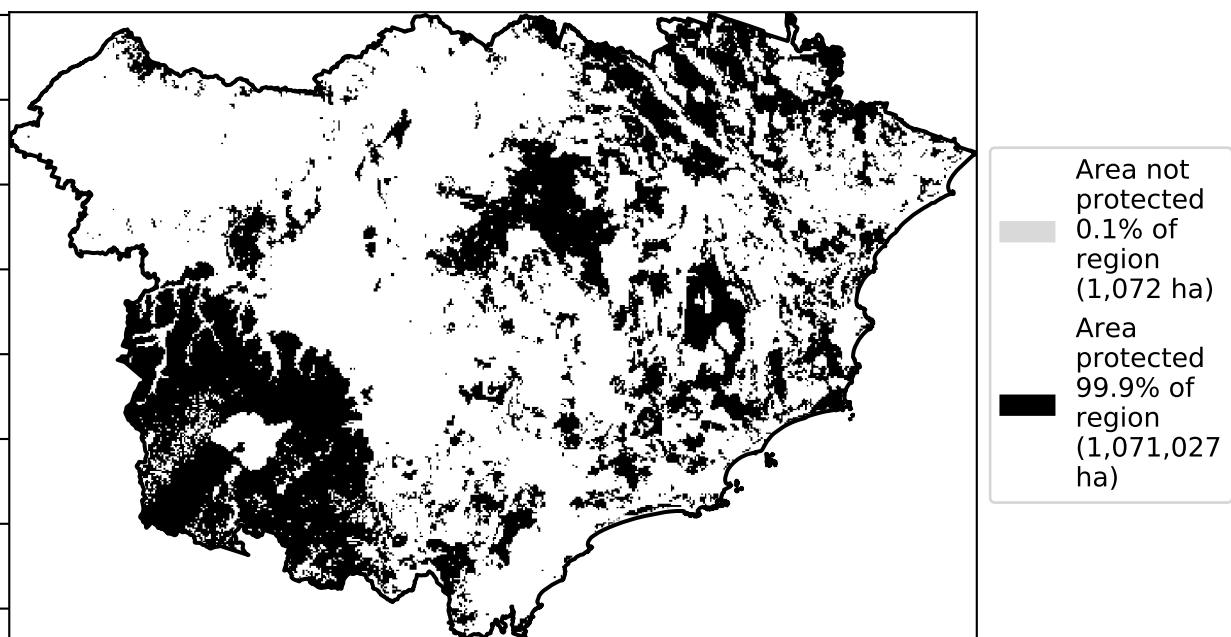 Area not
protected
0.1% of
region
(1,072 ha)
Area
protected
99.9% of
region
(1,071,027
ha)